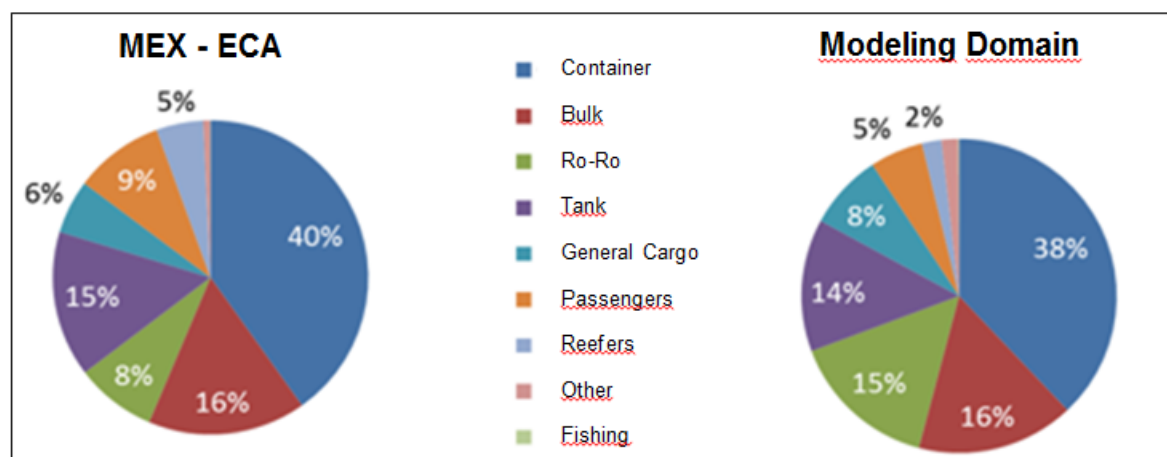 MEX - ECA
5%
9%
6%
40%
15%
8%
16%
Container
Bulk
Ro-Ro
Tank
General Cargo
Passengers
Reefers
Other
Fishing
Modeling Domain
2%
5%
8%
38%
14%
15%
16%